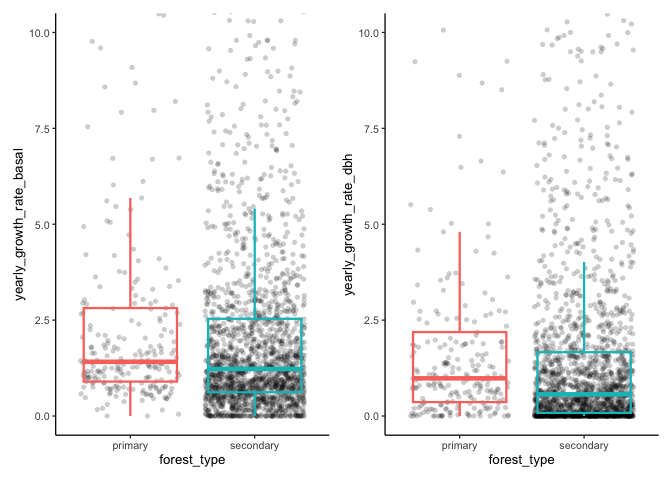 yearly_growth_rate_basal
10.0
7.5
5.0
2.5
0.0
primary
secondary
forest_type
yearly_growth_rate_dbh
10.0
7.5
5.0
2.5
0.0
primary
secondary
forest_type